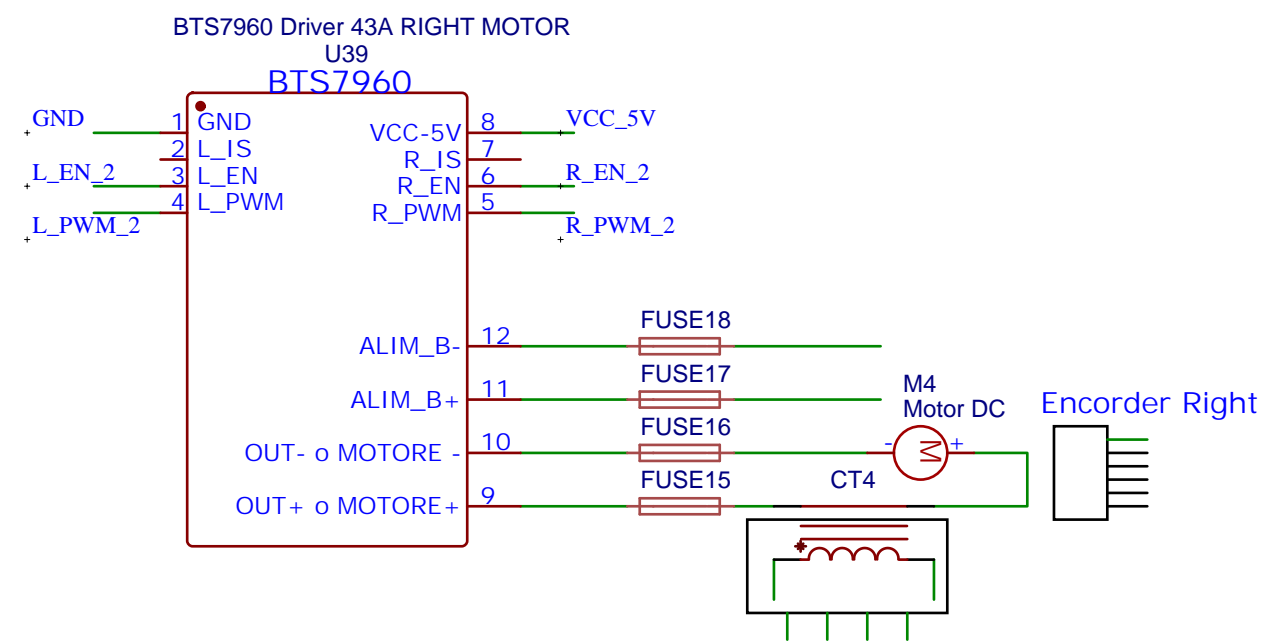 BTS7960 Driver 43A RIGHT MOTOR
U39
BTS7960
GND
1
GND
VCC-5V
8
VCC_5V
2
L_IS
R_IS
7
L_EN_2
3
L_EN
R_EN
6
R_EN_2
4
L_PWM
R_PWM
5
L_PWM_2
R_PWM_2
ALIM_B-
12
FUSE18
ALIM_B+
11
FUSE17
M4
Motor DC
Encorder Right
OUT- o MOTORE -
10
FUSE16
- M +
OUT+ o MOTORE+
9
FUSE15
CT4